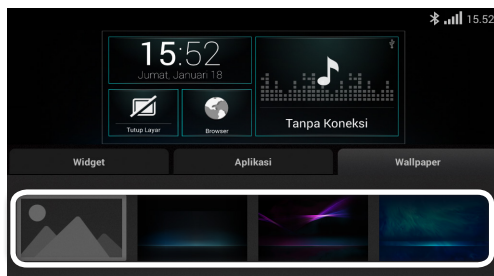 15.52
15:52
Jumat, Januari 18
Tutup Layar
Browser
Tanpa Koneksi
Widget
Aplikasi
Wallpaper